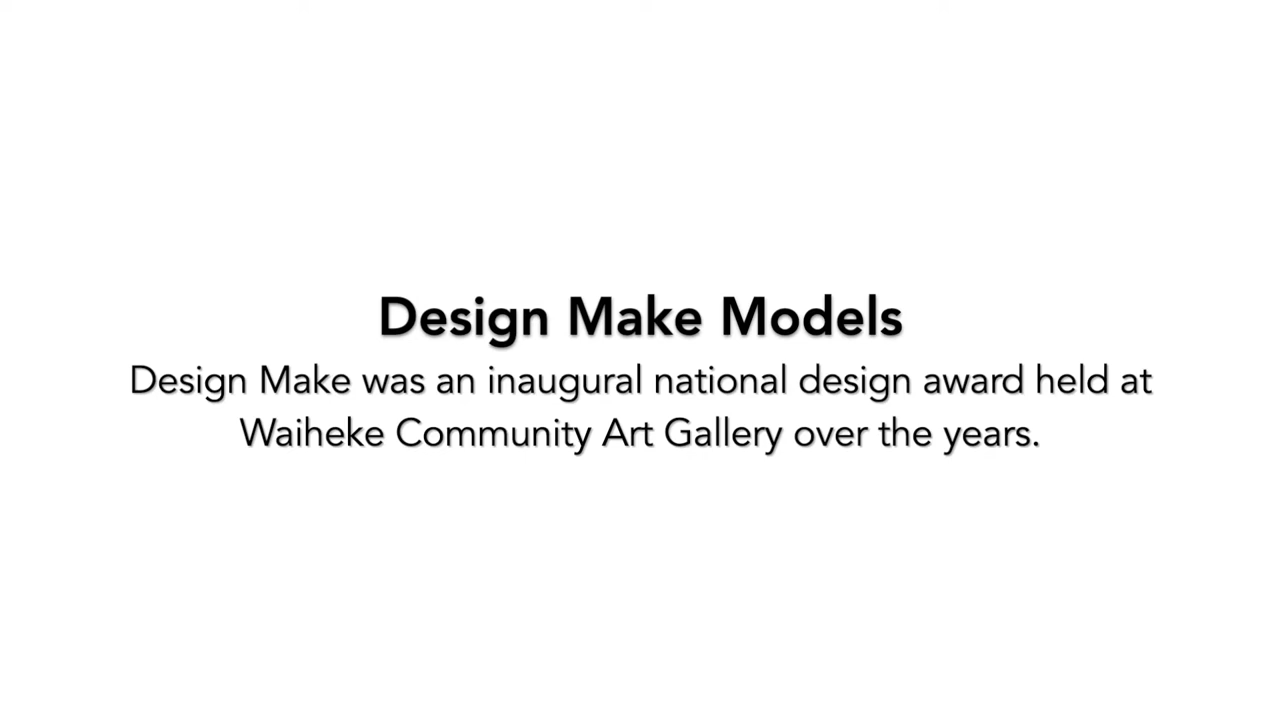 Design Make Models
Design Make was an inaugural national design award held at
Waiheke Community Art Gallery over the years.